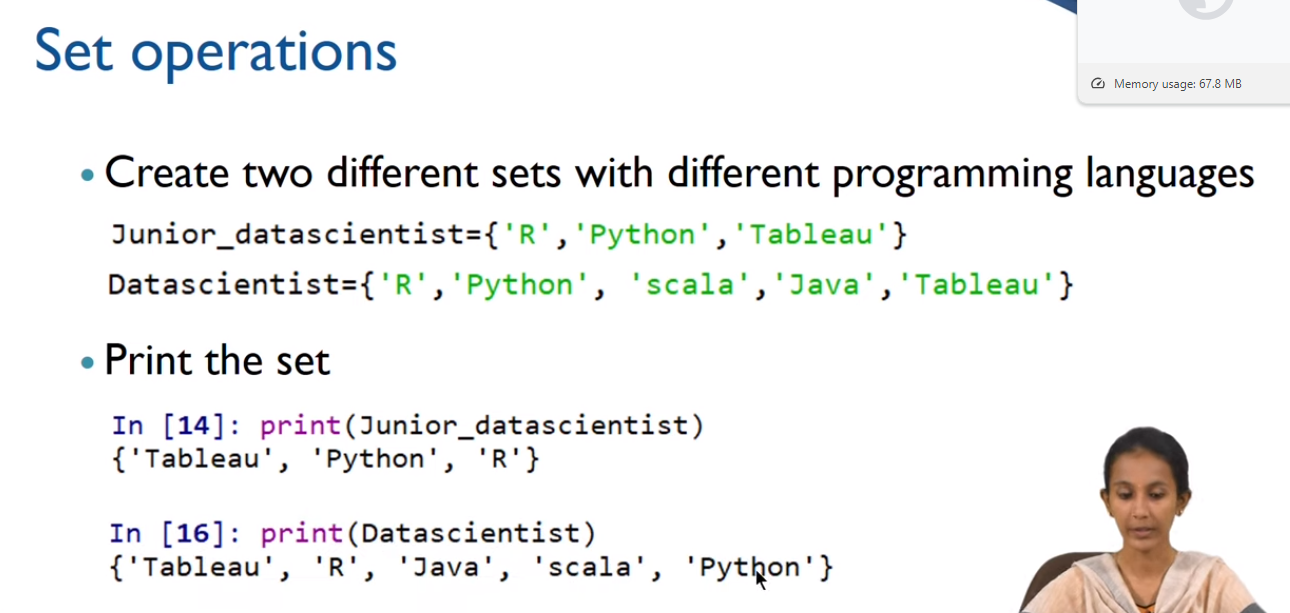 Set operations
Memory usage: 67.8 MB
• Create two different sets with different programming languages
Junior_datascientist={'R','Python','Tableau'}
Datascientist={'R','Python', 'scala','Java','Tableau'}
• Print the set
In [14]: print(Junior_datascientist)
{'Tableau', 'Python', 'R'}
In [16]: print(Datascientist)
{'Tableau', 'R', 'Java', 'scala', 'Python'}